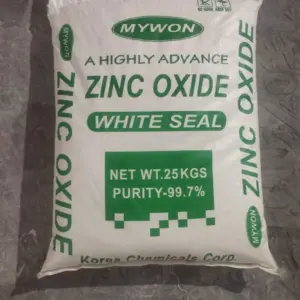 MYWON
A HIGHLY ADVANCE
ZINC OXIDE
WHITE SEAL
NET WT.25KGS
PURITY-99.7%
Korea Chemicals Corp.
MYWON
ZINC OXIDE
ZINC OXIDE
MYWON